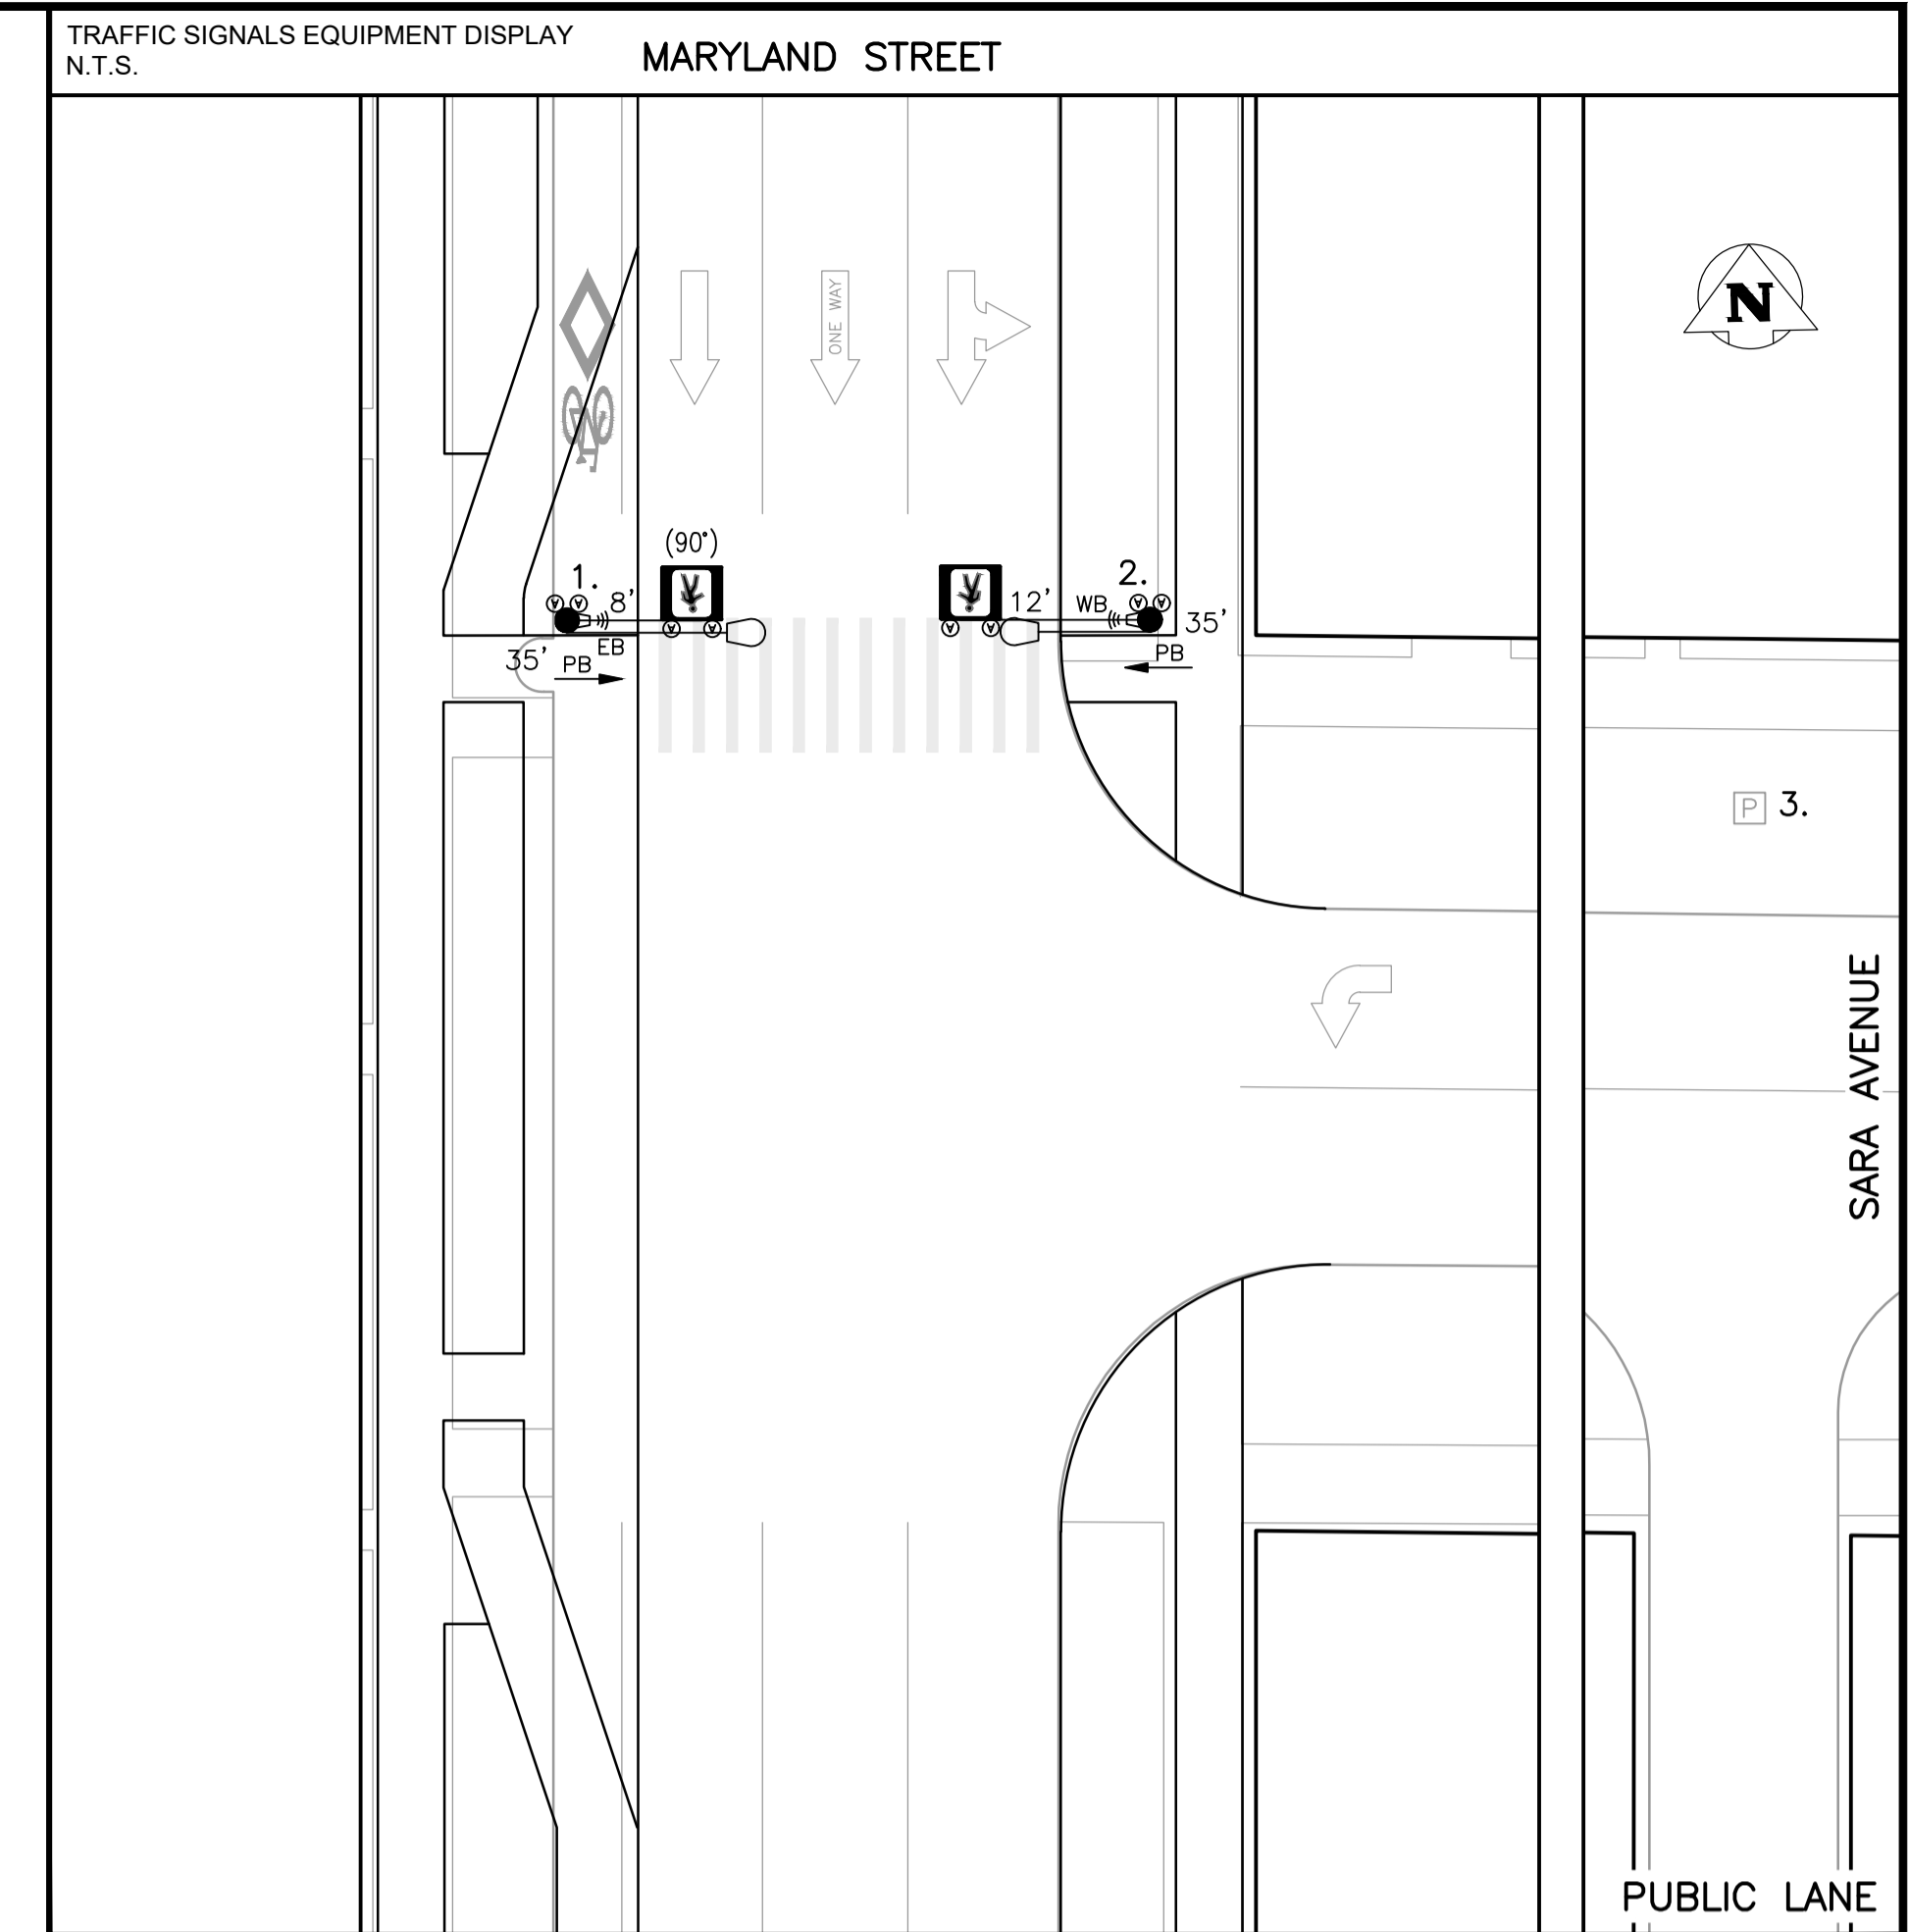 TRAFFIC SIGNALS EQUIPMENT DISPLAY
N.T.S.
MARYLAND STREET
ONE WAY
N
(90°)
1.
8'
12'
WB
2.
35'
35'
PB
EB
PB
P 3.
SARA AVENUE
PUBLIC LANE